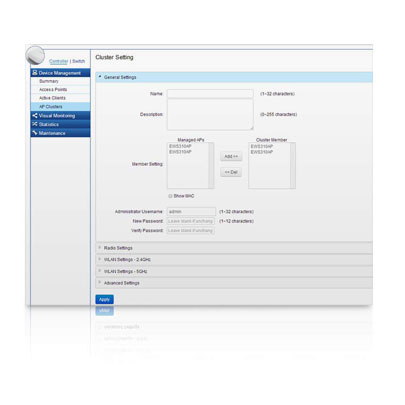 Controller | Switch
Cluster Setting
Device Management
Summary
Access Points
Active Clients
AP Clusters
Visual Monitoring
Statistics
Maintenance
General Settings
Name: (1~32 characters)
Description: (0~255 characters)
Managed APs Cluster Member
EWS310AP EWS310AP
EWS310AP EWS310AP
Member Setting: Add >> << Del
Show MAC
Administrator Username: admin (1~32 characters)
New Password: Leave blank if unchang (1~12 characters)
Verify Password: Leave blank if unchang
Radio Settings
WLAN Settings - 2.4GHz
WLAN Settings - 5GHz
Advanced Settings
Apply